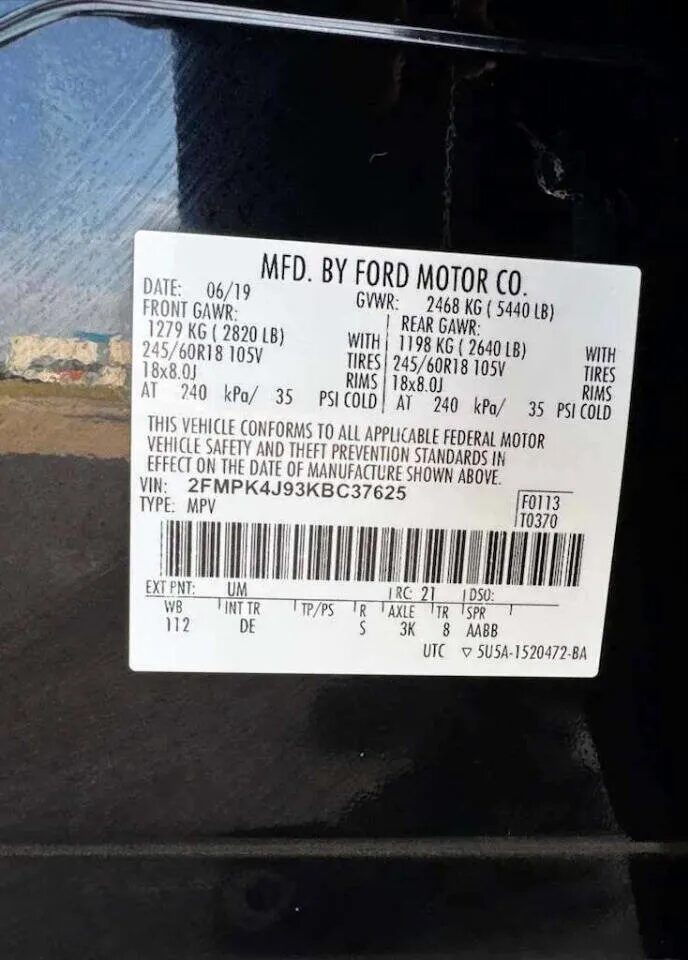 MFD. BY FORD MOTOR CO.
DATE: 06/19 GVWR: 2468 KG ( 5440 LB)
FRONT GAWR: REAR GAWR:
1279 KG ( 2820 LB) WITH 1198 KG ( 2640 LB) WITH
245/60R18 105V TIRES 245/60R18 105V TIRES
18x8.0J RIMS 18x8.0J RIMS
AT 240 kPa/ 35 PSI COLD AT 240 kPa/ 35 PSI COLD
THIS VEHICLE CONFORMS TO ALL APPLICABLE FEDERAL MOTOR
VEHICLE SAFETY AND THEFT PREVENTION STANDARDS IN
EFFECT ON THE DATE OF MANUFACTURE SHOWN ABOVE.
VIN: 2FMPK4J93KBC37625
TYPE: MPV F0113
T0370
EXT PNT: UM RC: 21 DSO:
WB INT TR TP/PS R AXLE TR SPR
112 DE S 3K 8 AABB
UTC ▽ 5U5A-1520472-BA